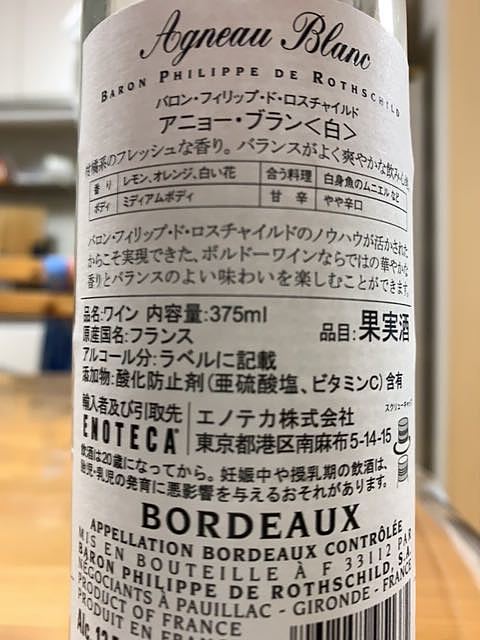 Agneau Blanc
BARON PHILIPPE DE ROTHSCHILD
バロン・フィリップ・ド・ロスチャイルド
アニョー・ブラン<白>
柑橘系のフレッシュな香り。バランスがよく爽やかな飲み心
香り レモン、オレンジ、白い花 合う料理 白身魚のムニエルなど
ボディ ミディアムボディ 甘辛 やや辛口
バロン・フィリップ・ド・ロスチャイルドのノウハウが活かされた
からこそ実現できた、ボルドーワインならではの華やかな
香りとバランスのよい味わいを楽しむことができます。
品名:ワイン 内容量:375ml
原産国名:フランス 品目:果実酒
アルコール分:ラベルに記載
添加物:酸化防止剤(亜硫酸塩、ビタミンC)含有
スクリューキャップ
輸入者及び引取先 エノテカ株式会社
ENOTECA 東京都港区南麻布5-14-15
飲酒は20歳になってから。妊娠中や授乳期の飲酒は、
胎児・乳児の発育に悪影響を与えるおそれがあります。
BORDEAUX
APPELLATION BORDEAUX CONTRÔLÉE
MIS EN BOUTEILLE À F 33112 PAR
BARON PHILIPPE DE ROTHSCHILD, S.A.
NÉGOCIANTS À PAUILLAC - GIRONDE - FRANCE
PRODUCT OF FRANCE
PRODUIT EN